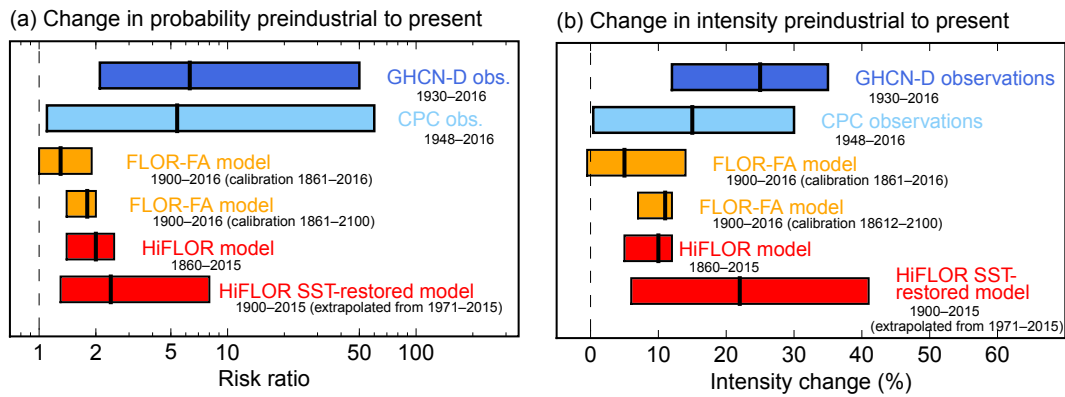 (a) Change in probability preindustrial to present
GHCN-D obs.
1930–2016
CPC obs.
1948–2016
FLOR-FA model
1900–2016 (calibration 1861–2016)
FLOR-FA model
1900–2016 (calibration 1861–2100)
HiFLOR model
1860–2015
HiFLOR SST-restored model
1900–2015 (extrapolated from 1971–2015)
1 2 5 10 20 50 100
Risk ratio
(b) Change in intensity preindustrial to present
GHCN-D observations
1930–2016
CPC observations
1948–2016
FLOR-FA model
1900–2016 (calibration 1861–2016)
FLOR-FA model
1900–2016 (calibration 18612–2100)
HiFLOR model
1860–2015
HiFLOR SST-
restored model
1900–2015
(extrapolated from 1971–2015)
0 10 20 30 40 50 60
Intensity change (%)